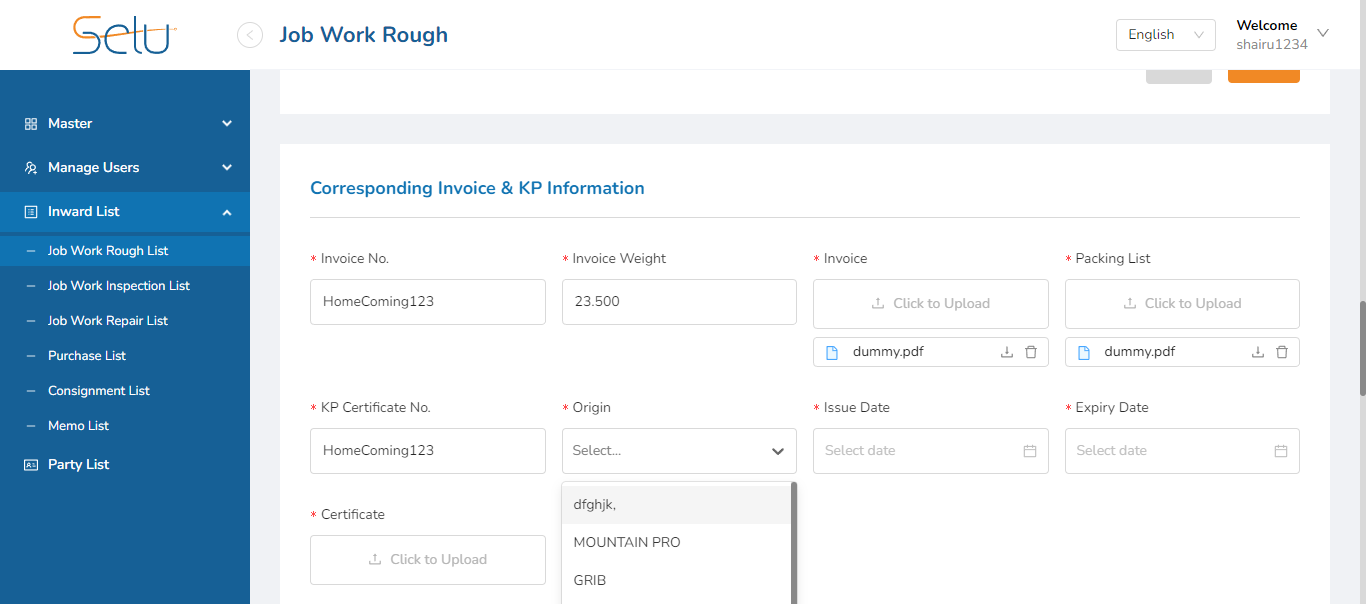 Selu
Job Work Rough
English
Welcome
shairu1234
Master
Manage Users
Inward List
Job Work Rough List
Job Work Inspection List
Job Work Repair List
Purchase List
Consignment List
Memo List
Party List
Corresponding Invoice & KP Information
* Invoice No.
* Invoice Weight
* Invoice
* Packing List
HomeComing123
23.500
Click to Upload
Click to Upload
dummy.pdf
dummy.pdf
* KP Certificate No.
* Origin
* Issue Date
* Expiry Date
HomeComing123
Select...
Select date
Select date
* Certificate
Click to Upload
dfghjk,
MOUNTAIN PRO
GRIB